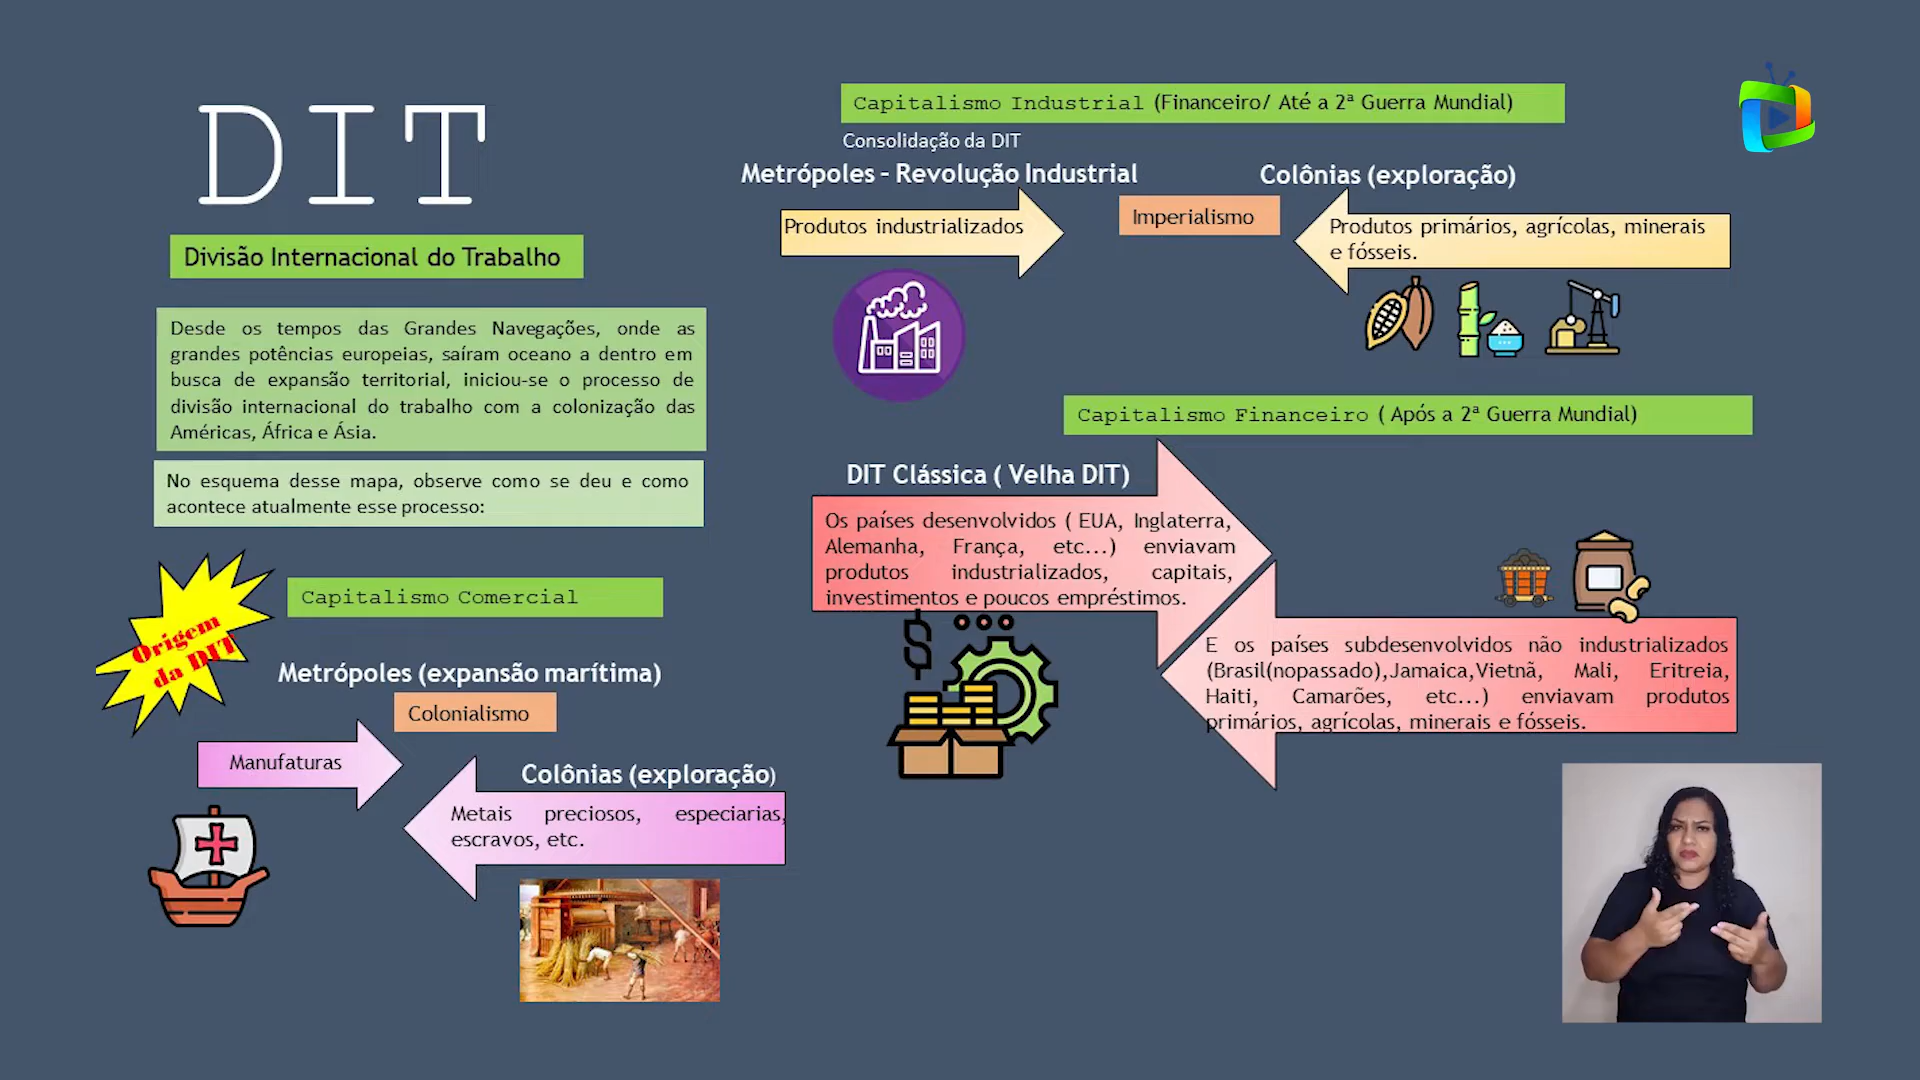 DIT
Divisão Internacional do Trabalho
Desde os tempos das Grandes Navegações, onde as
grandes potências europeias, saíram oceano a dentro em
busca de expansão territorial, iniciou-se o processo de
divisão internacional do trabalho com a colonização das
Américas, África e Ásia.
No esquema desse mapa, observe como se deu e como
acontece atualmente esse processo:
Origem
da DIT
Capitalismo Comercial
Metrópoles (expansão marítima)
Colonialismo
Manufaturas
Colônias (exploração)
Metais preciosos, especiarias,
escravos, etc.
Capitalismo Industrial (Financeiro/ Até a 2ª Guerra Mundial)
Consolidação da DIT
Metrópoles - Revolução Industrial
Colônias (exploração)
Produtos industrializados
Imperialismo
Produtos primários, agrícolas, minerais
e fósseis.
Capitalismo Financeiro ( Após a 2ª Guerra Mundial)
DIT Clássica ( Velha DIT)
Os países desenvolvidos ( EUA, Inglaterra,
Alemanha, França, etc...) enviavam
produtos industrializados, capitais,
investimentos e poucos empréstimos.
E os países subdesenvolvidos não industrializados
(Brasil(nopassado),Jamaica,Vietnã, Mali, Eritreia,
Haiti, Camarões, etc...) enviavam produtos
primários, agrícolas, minerais e fósseis.